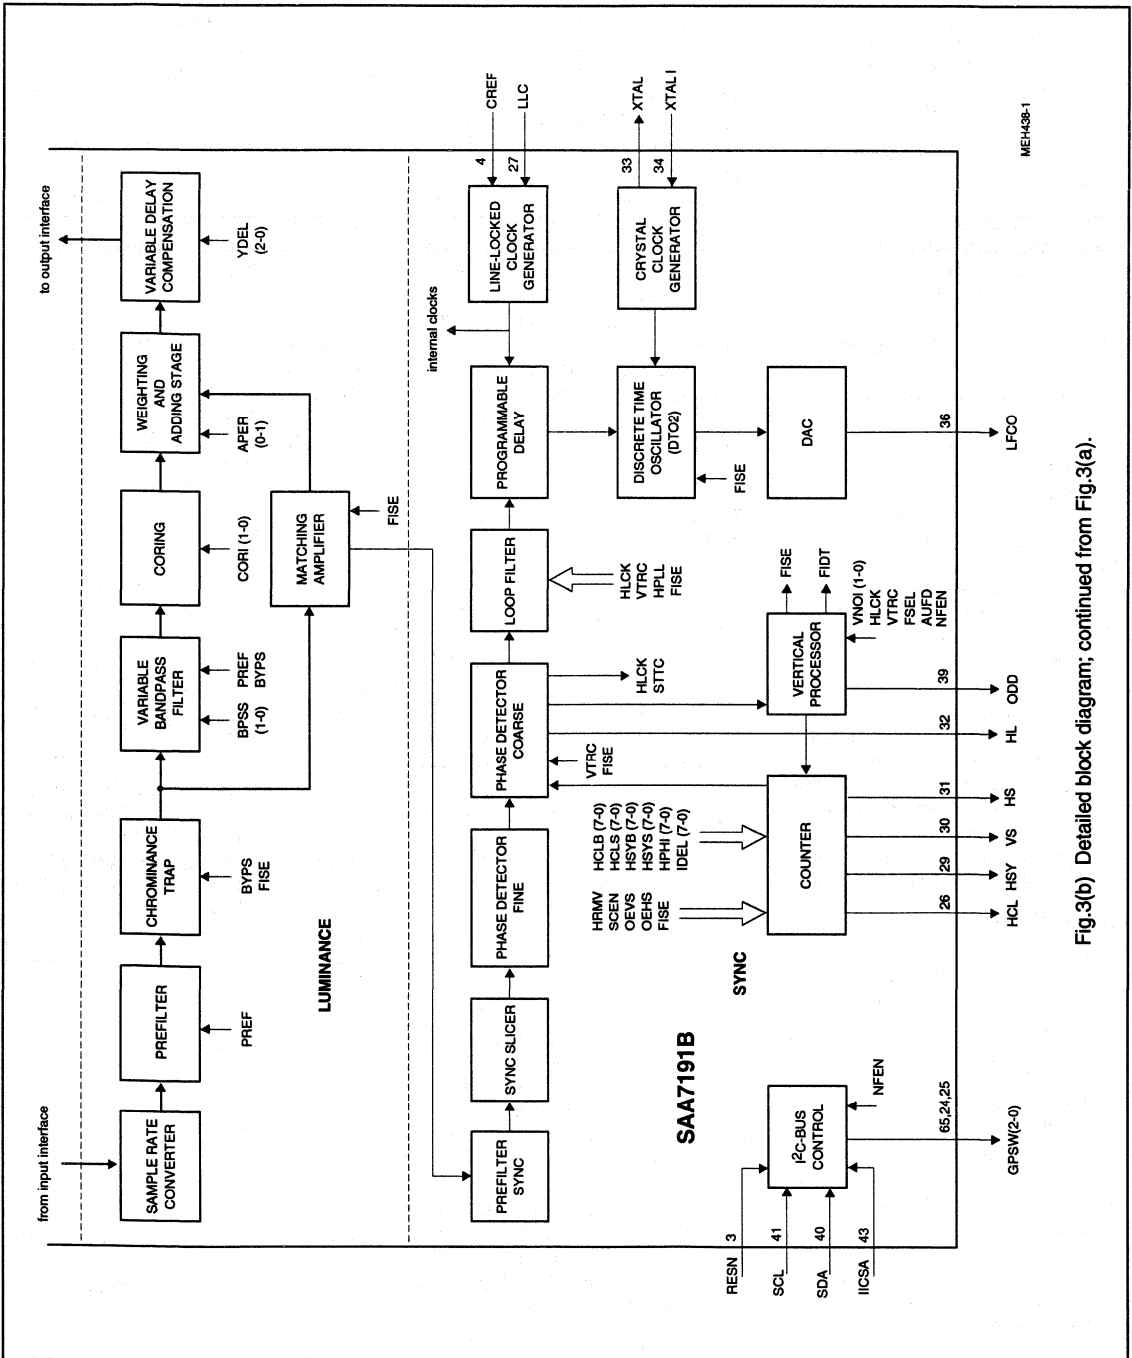 from input interface
to output interface
SAMPLE RATE
CONVERTER
PREFILTER
CHROMINANCE
TRAP
VARIABLE
BANDPASS
FILTER
CORING
WEIGHTING
AND
ADDING STAGE
VARIABLE DELAY
COMPENSATION
PREF
BYPS
FISE
BPSS
(1-0)
PREF
BYPS
CORI (1-0)
APER
(0-1)
YDEL
(2-0)
LUMINANCE
MATCHING
AMPLIFIER
FISE
internal clocks
PREFILTER
SYNC
SYNC SLICER
PHASE DETECTOR
FINE
PHASE DETECTOR
COARSE
LOOP FILTER
PROGRAMMABLE
DELAY
LINE-LOCKED
CLOCK
GENERATOR
4
CREF
27
LLC
HRMV
SCEN
OEVS
OEHS
FISE
HCLB (7-0)
HCLS (7-0)
HSYB (7-0)
HSYS (7-0)
HPHI (7-0)
IDEL (7-0)
VTRC
FISE
HLCK
STTC
HLCK
VTRC
HPLL
FISE
DISCRETE TIME
OSCILLATOR
(DTO2)
FISE
CRYSTAL
CLOCK
GENERATOR
33
XTAL
34
XTAL I
SAA7191B
SYNC
RESN
3
SCL
41
SDA
40
IICSA
43
I2C-BUS
CONTROL
NFEN
COUNTER
VERTICAL
PROCESSOR
FISE
FIDT
VNOI (1-0)
HLCK
VTRC
FSEL
AUFD
NFEN
DAC
65,24,25
26
29
30
31
32
39
36
GPSW(2-0)
HCL
HSY
VS
HS
HL
ODD
LFCO
MEH438-1
Fig.3(b) Detailed block diagram; continued from Fig.3(a).